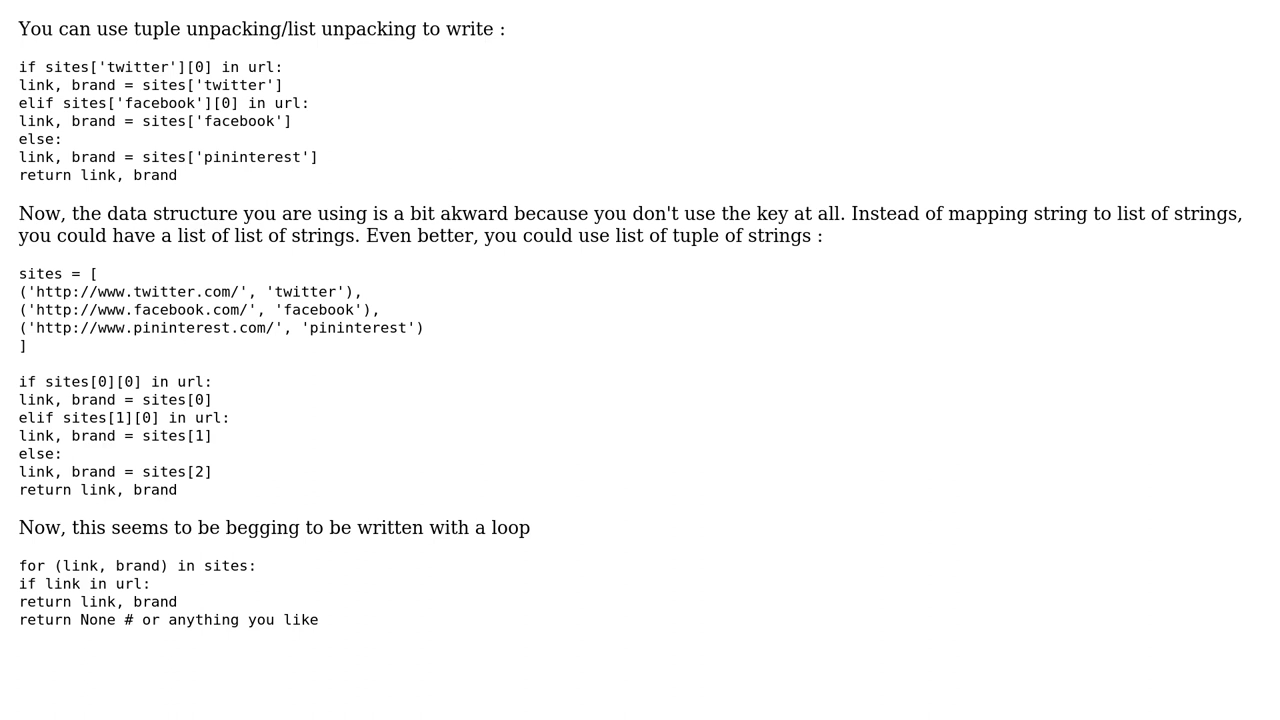 You can use tuple unpacking/list unpacking to write :
if sites['twitter'][0] in url:
link, brand = sites['twitter']
elif sites['facebook'][0] in url:
link, brand = sites['facebook']
else:
link, brand = sites['pininterest']
return link, brand
Now, the data structure you are using is a bit akward because you don't use the key at all. Instead of mapping string to list of strings,
you could have a list of list of strings. Even better, you could use list of tuple of strings :
sites = [
('http://www.twitter.com/', 'twitter'),
('http://www.facebook.com/', 'facebook'),
('http://www.pininterest.com/', 'pininterest')
]
if sites[0][0] in url:
link, brand = sites[0]
elif sites[1][0] in url:
link, brand = sites[1]
else:
link, brand = sites[2]
return link, brand
Now, this seems to be begging to be written with a loop
for (link, brand) in sites:
if link in url:
return link, brand
return None # or anything you like